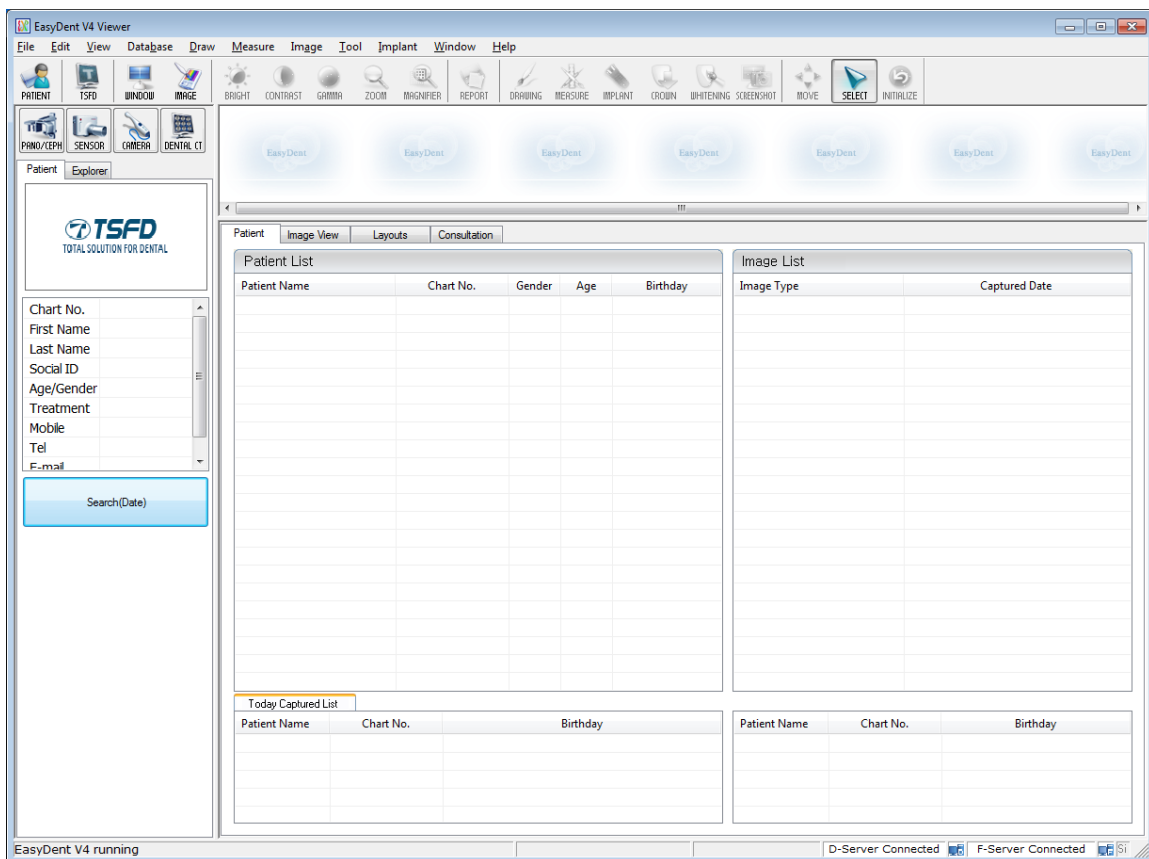 EasyDent V4 Viewer
File Edit View Database Draw Measure Image Tool Implant Window Help
PATIENT TSFD WINDOW IMAGE BRIGHT CONTRAST GAMMA ZOOM MAGNIFIER REPORT DRAWING MEASURE IMPLANT CROWN WHITENING SCREENSHOT MOVE SELECT INITIALIZE
PANO/CEPH SENSOR CAMERA DENTAL CT
EasyDent EasyDent EasyDent EasyDent EasyDent EasyDent EasyDent
Patient Explorer
TSFD
TOTAL SOLUTION FOR DENTAL
Chart No.
First Name
Last Name
Social ID
Age/Gender
Treatment
Mobile
Tel
E-mail
Search(Date)
Patient Image View Layouts Consultation
Patient List
Patient Name Chart No. Gender Age Birthday
Image List
Image Type Captured Date
Today Captured List
Patient Name Chart No. Birthday
Patient Name Chart No. Birthday
EasyDent V4 running
D-Server Connected F-Server Connected Si